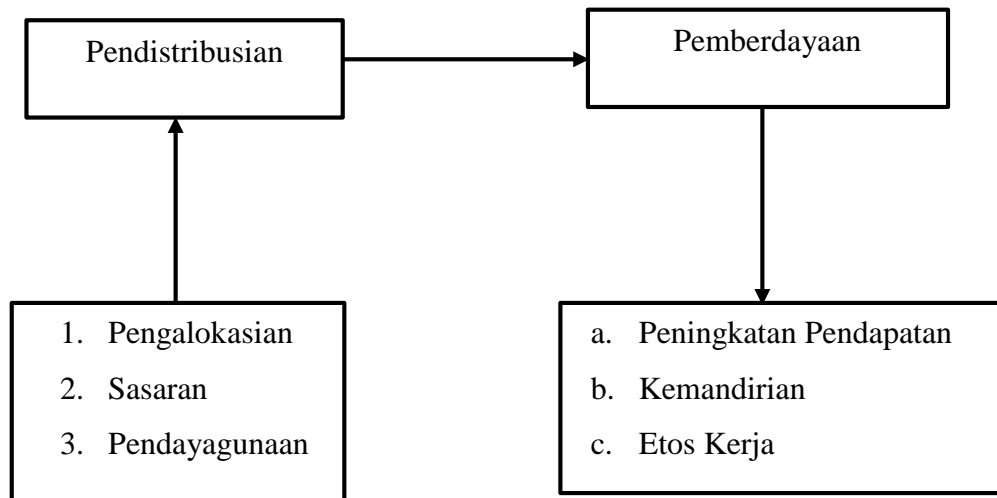 Pendistribusian
Pemberdayaan
1. Pengalokasian
2. Sasaran
3. Pendayagunaan
a. Peningkatan Pendapatan
b. Kemandirian
c. Etos Kerja